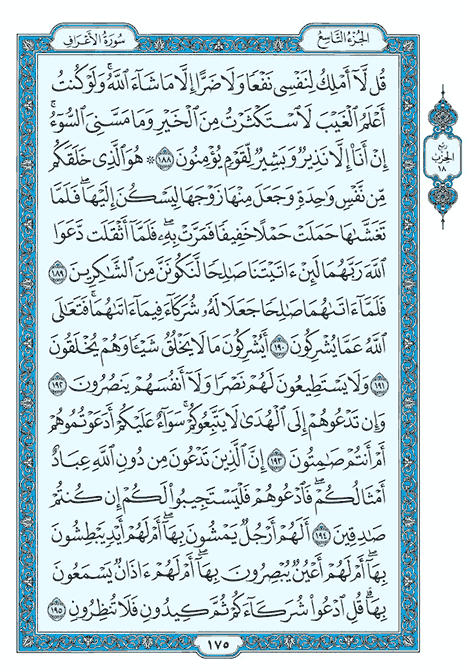 سُورَةُ الأَعْرَافِ
الجُزْءُ التَّاسِعُ
قُل لَّآ أَمْلِكُ لِنَفْسِى نَفْعًا وَلَا ضَرًّا إِلَّا مَا شَآءَ ٱللَّهُ ۚ وَلَوْ كُنتُ
أَعْلَمُ ٱلْغَيْبَ لَٱسْتَكْثَرْتُ مِنَ ٱلْخَيْرِ وَمَا مَسَّنِىَ ٱلسُّوٓءُ ۚ
إِنْ أَنَا۠ إِلَّا نَذِيرٌ وَبَشِيرٌ لِّقَوْمٍ يُؤْمِنُونَ ١٨٨ ۞ هُوَ ٱلَّذِى خَلَقَكُم
مِّن نَّفْسٍ وَٰحِدَةٍ وَجَعَلَ مِنْهَا زَوْجَهَا لِيَسْكُنَ إِلَيْهَا ۖ فَلَمَّا
تَغَشَّىٰهَا حَمَلَتْ حَمْلًا خَفِيفًا فَمَرَّتْ بِهِۦ ۖ فَلَمَّآ أَثْقَلَت دَّعَوَا
ٱللَّهَ رَبَّهُمَا لَئِنْ ءَاتَيْتَنَا صَٰلِحًا لَّنَكُونَنَّ مِنَ ٱلشَّٰكِرِينَ ١٨٩
فَلَمَّآ ءَاتَىٰهُمَا صَٰلِحًا جَعَلَا لَهُۥ شُرَكَآءَ فِيمَآ ءَاتَىٰهُمَا ۚ فَتَعَٰلَى
ٱللَّهُ عَمَّا يُشْرِكُونَ ١٩٠ أَيُشْرِكُونَ مَا لَا يَخْلُقُ شَيْـًٔا وَهُمْ يُخْلَقُونَ
١٩١ وَلَا يَسْتَطِيعُونَ لَهُمْ نَصْرًا وَلَآ أَنفُسَهُمْ يَنصُرُونَ ١٩٢
وَإِن تَدْعُوهُمْ إِلَى ٱلْهُدَىٰ لَا يَتَّبِعُوكُمْ ۚ سَوَآءٌ عَلَيْكُمْ أَدَعَوْتُمُوهُمْ
أَمْ أَنتُمْ صَٰمِتُونَ ١٩٣ إِنَّ ٱلَّذِينَ تَدْعُونَ مِن دُونِ ٱللَّهِ عِبَادٌ
أَمْثَالُكُمْ ۖ فَٱدْعُوهُمْ فَلْيَسْتَجِيبُوا۟ لَكُمْ إِن كُنتُمْ
صَٰدِقِينَ ١٩٤ أَلَهُمْ أَرْجُلٌ يَمْشُونَ بِهَآ ۖ أَمْ لَهُمْ أَيْدٍ يَبْطِشُونَ
بِهَآ ۖ أَمْ لَهُمْ أَعْيُنٌ يُبْصِرُونَ بِهَآ ۖ أَمْ لَهُمْ ءَاذَانٌ يَسْمَعُونَ
بِهَا ۗ قُلِ ٱدْعُوا۟ شُرَكَآءَكُمْ ثُمَّ كِيدُونِ فَلَا تُنظِرُونِ ١٩٥
ربع
الحزب
١٨
١٧٥